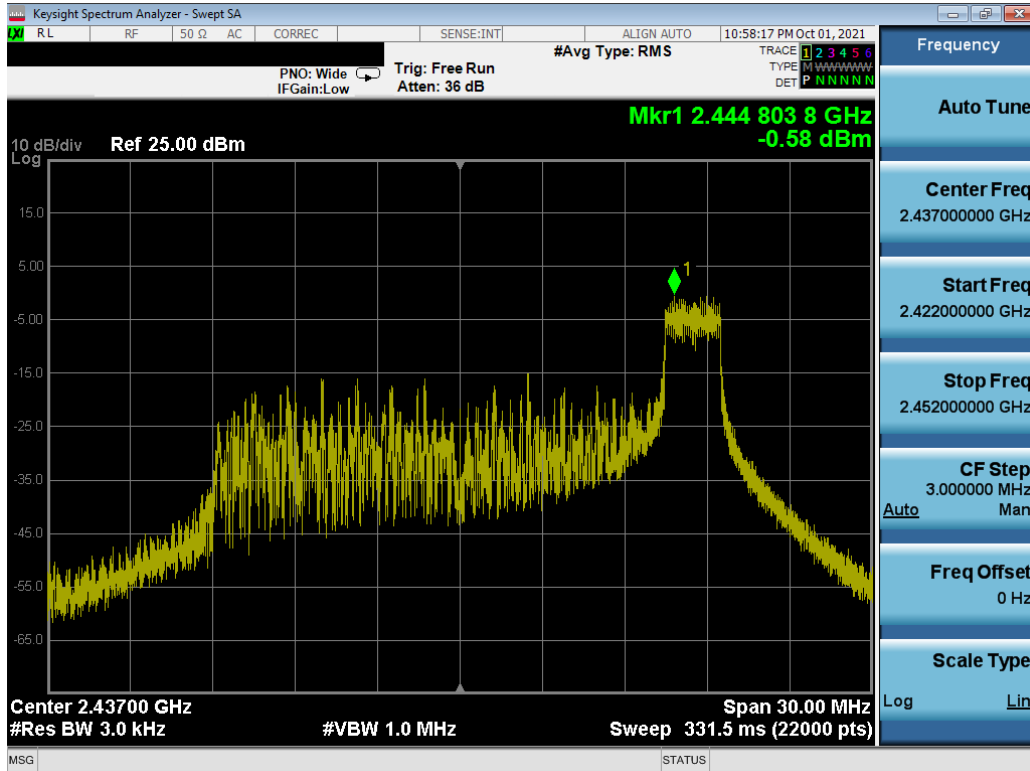 Keysight Spectrum Analyzer - Swept SA
LXI RL RF 50 Ω AC CORREC SENSE:INT ALIGN AUTO 10:58:17 PM Oct 01, 2021
PNO: Wide
IFGain:Low
Trig: Free Run
Atten: 36 dB
#Avg Type: RMS
TRACE 1 2 3 4 5 6
TYPE M WWWWW
DET P N N N N N
Mkr1 2.444 803 8 GHz
-0.58 dBm
10 dB/div Ref 25.00 dBm
Log
15.0
5.00
-5.00
-15.0
-25.0
-35.0
-45.0
-55.0
-65.0
1
Center 2.43700 GHz Span 30.00 MHz
#Res BW 3.0 kHz #VBW 1.0 MHz Sweep 331.5 ms (22000 pts)
MSG STATUS
Frequency
Auto Tune
Center Freq
2.437000000 GHz
Start Freq
2.422000000 GHz
Stop Freq
2.452000000 GHz
CF Step
3.000000 MHz
Auto Man
Freq Offset
0 Hz
Scale Type
Log Lin